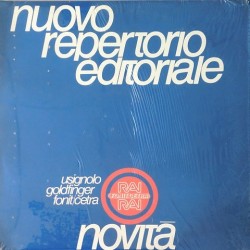 nuovo
repertorio
editoriale
usignolo
goldfinger
fonit/cetra
RAI
RAI
novità